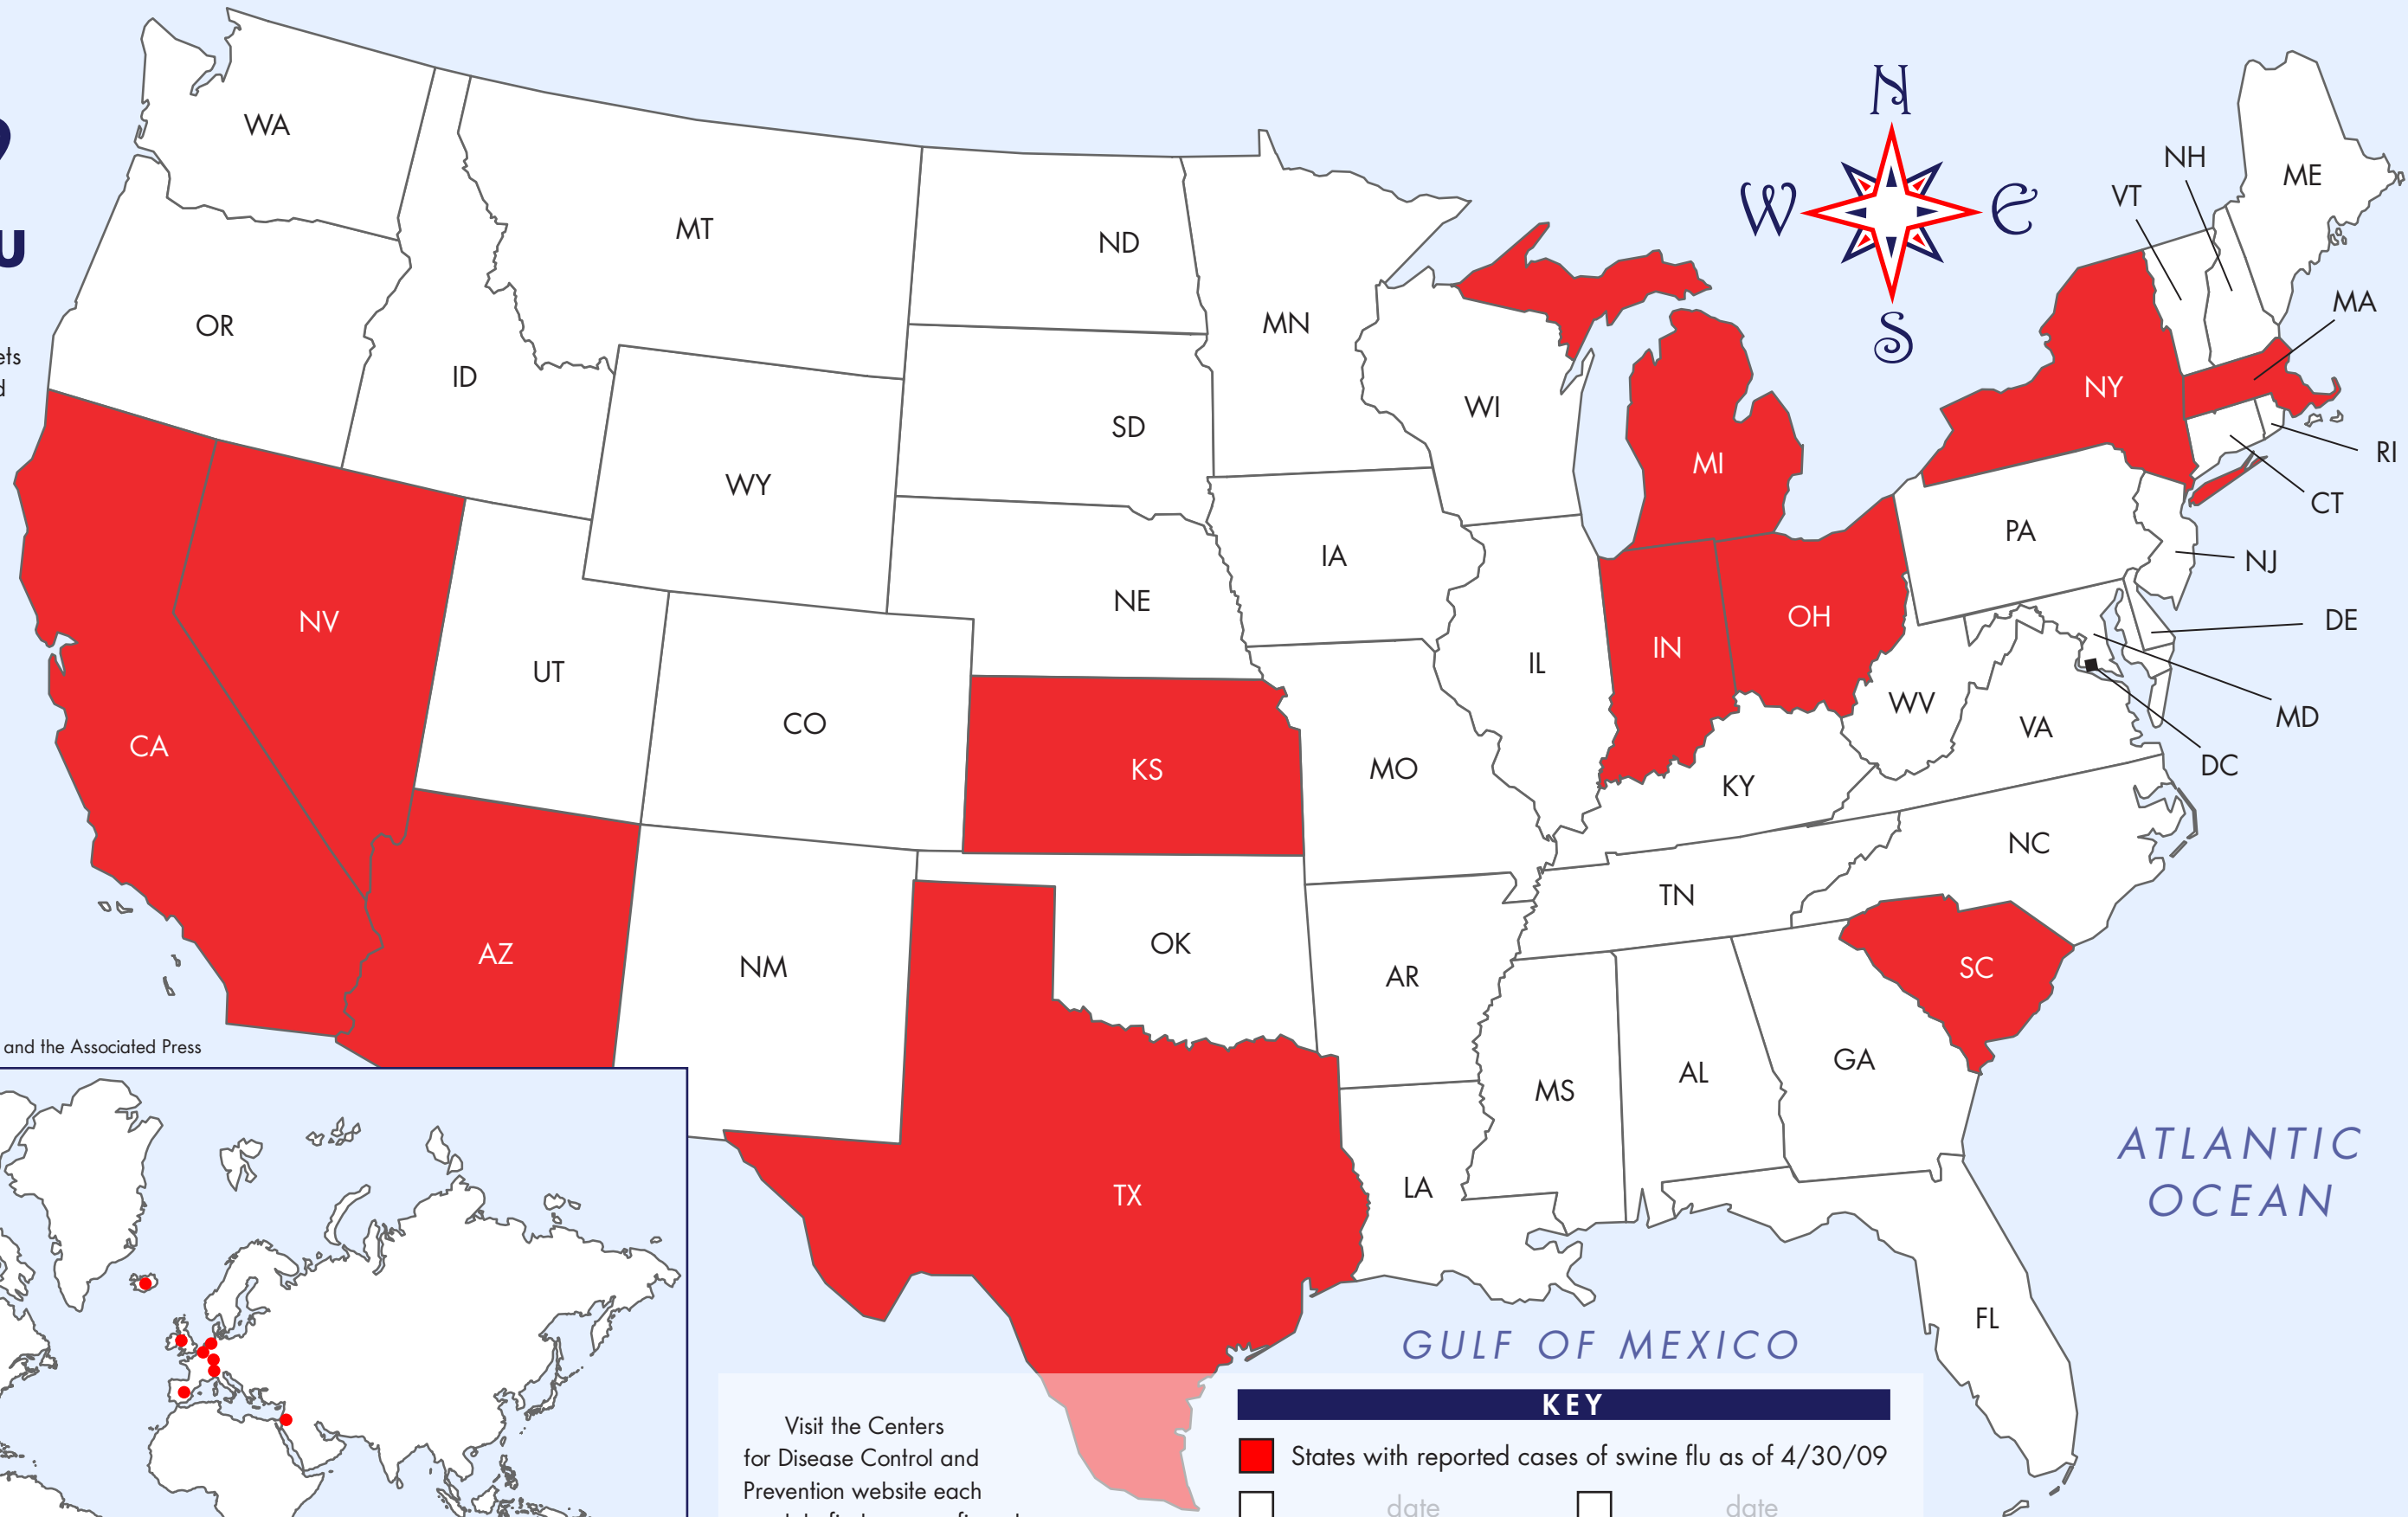 WA
OR
ID
MT
ND
MN
SD
WY
NE
IA
WI
MI
N
W
E
S
NH
VT
ME
MA
NY
RI
CT
PA
NJ
DE
MD
DC
CA
NV
UT
CO
KS
MO
IL
IN
OH
WV
VA
KY
NC
TN
AZ
NM
OK
AR
SC
TX
LA
MS
AL
GA
FL
ATLANTIC
OCEAN
GULF OF MEXICO
and the Associated Press
Visit the Centers
for Disease Control and
Prevention website each
KEY
States with reported cases of swine flu as of 4/30/09
date
date